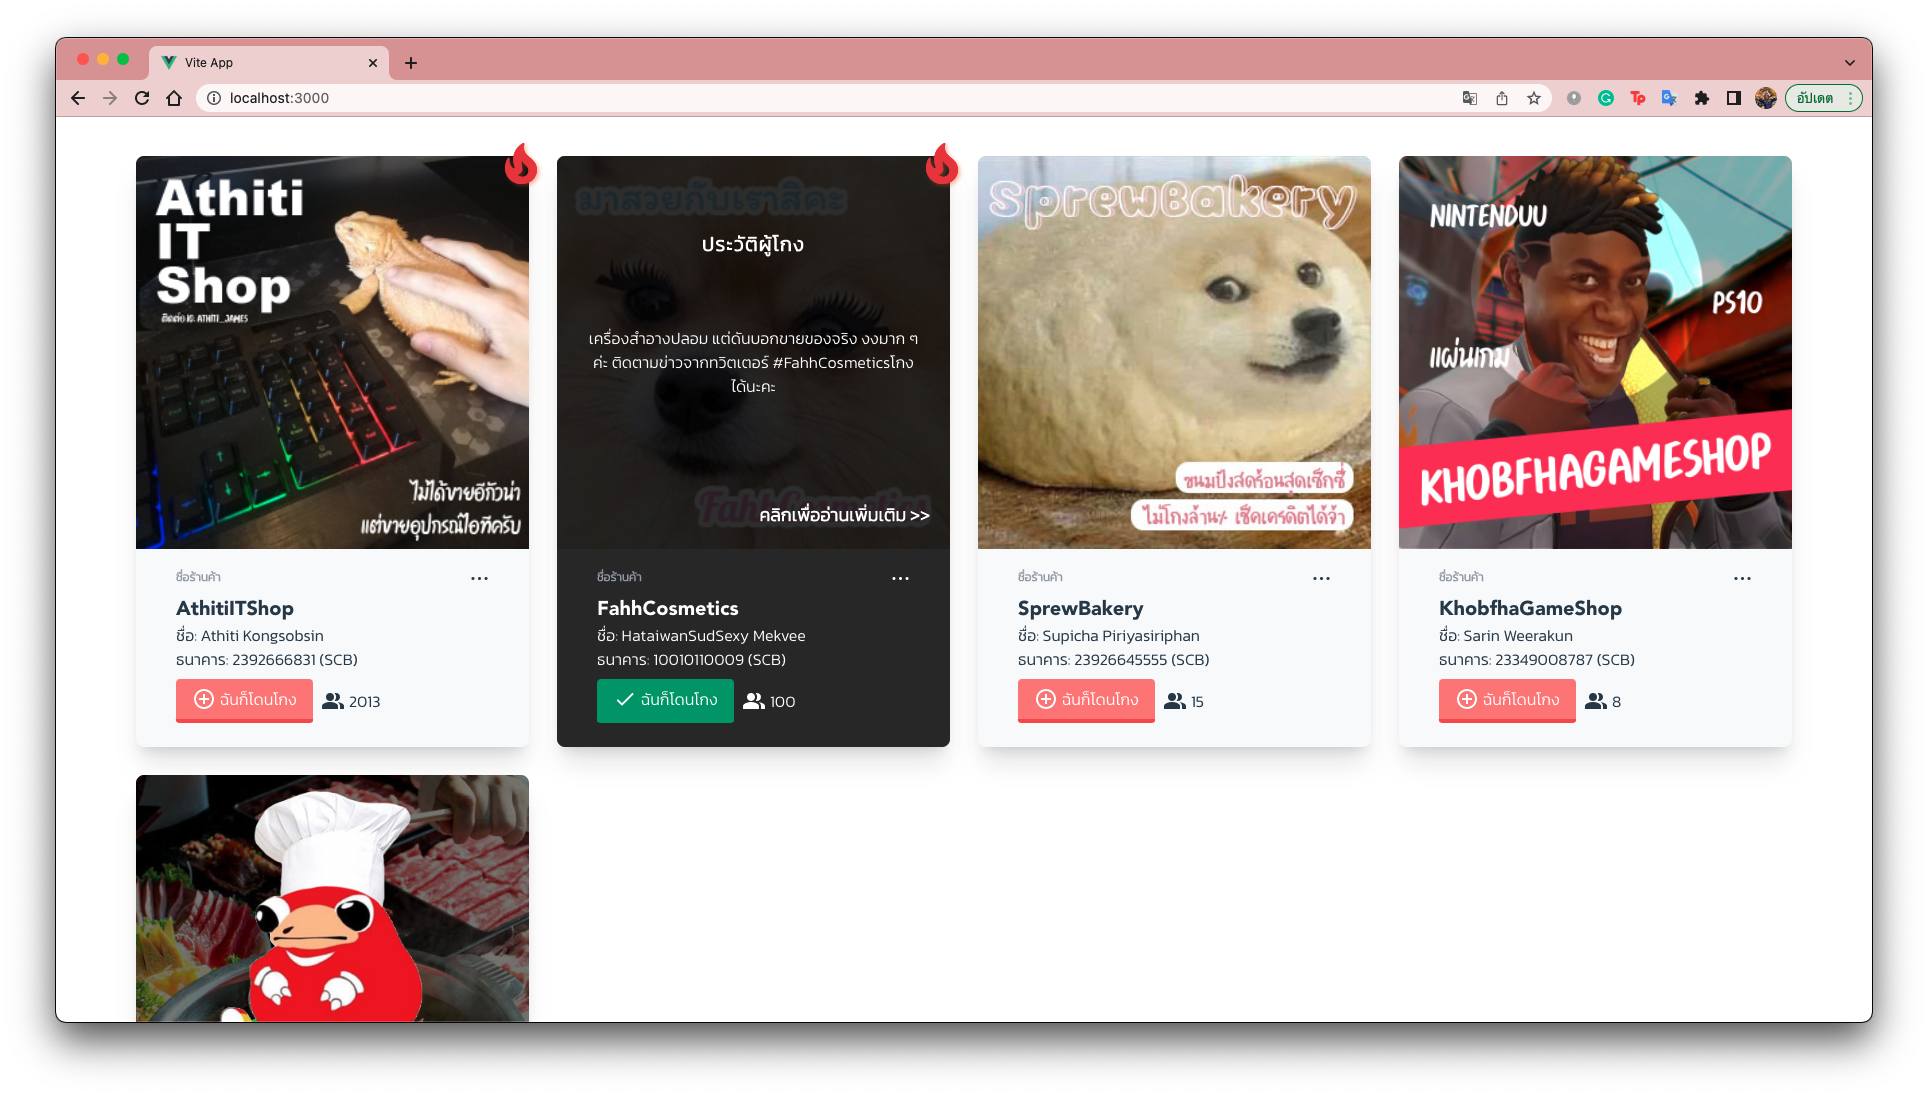 Vite App
localhost:3000
อัปเดต
Athiti
IT
Shop
ติดต่อ IG: ATHITI_JAMES
ไม่ได้ขายอีกัวน่า
แต่ขายอุปกรณ์ไอทีครับ
ชื่อร้านค้า
AthitiITShop
ชื่อ: Athiti Kongsobsin
ธนาคาร: 2392666831 (SCB)
ฉันก็โดนโกง
2013
มาสวยกับเราสิคะ
ประวัติผู้โกง
เครื่องสำอางปลอม แต่ดันบอกขายของจริง งงมาก ๆ
ค่ะ ติดตามข่าวจากทวิตเตอร์ #FahhCosmeticsโกง
ได้นะคะ
FahhCosmetics
คลิกเพื่ออ่านเพิ่มเติม >>
ชื่อร้านค้า
FahhCosmetics
ชื่อ: HataiwanSudSexy Mekvee
ธนาคาร: 10010110009 (SCB)
ฉันก็โดนโกง
100
SprewBakery
ขนมปังสดร้อนสุดเซ็กซี่
ไม่โกงล้าน% เช็คเครดิตได้จ้า
ชื่อร้านค้า
SprewBakery
ชื่อ: Supicha Piriyasiriphan
ธนาคาร: 23926645555 (SCB)
ฉันก็โดนโกง
15
NINTENDUU
PS10
แผ่นเกม
KHOBFHAGAMESHOP
ชื่อร้านค้า
KhobfhaGameShop
ชื่อ: Sarin Weerakun
ธนาคาร: 23349008787 (SCB)
ฉันก็โดนโกง
8